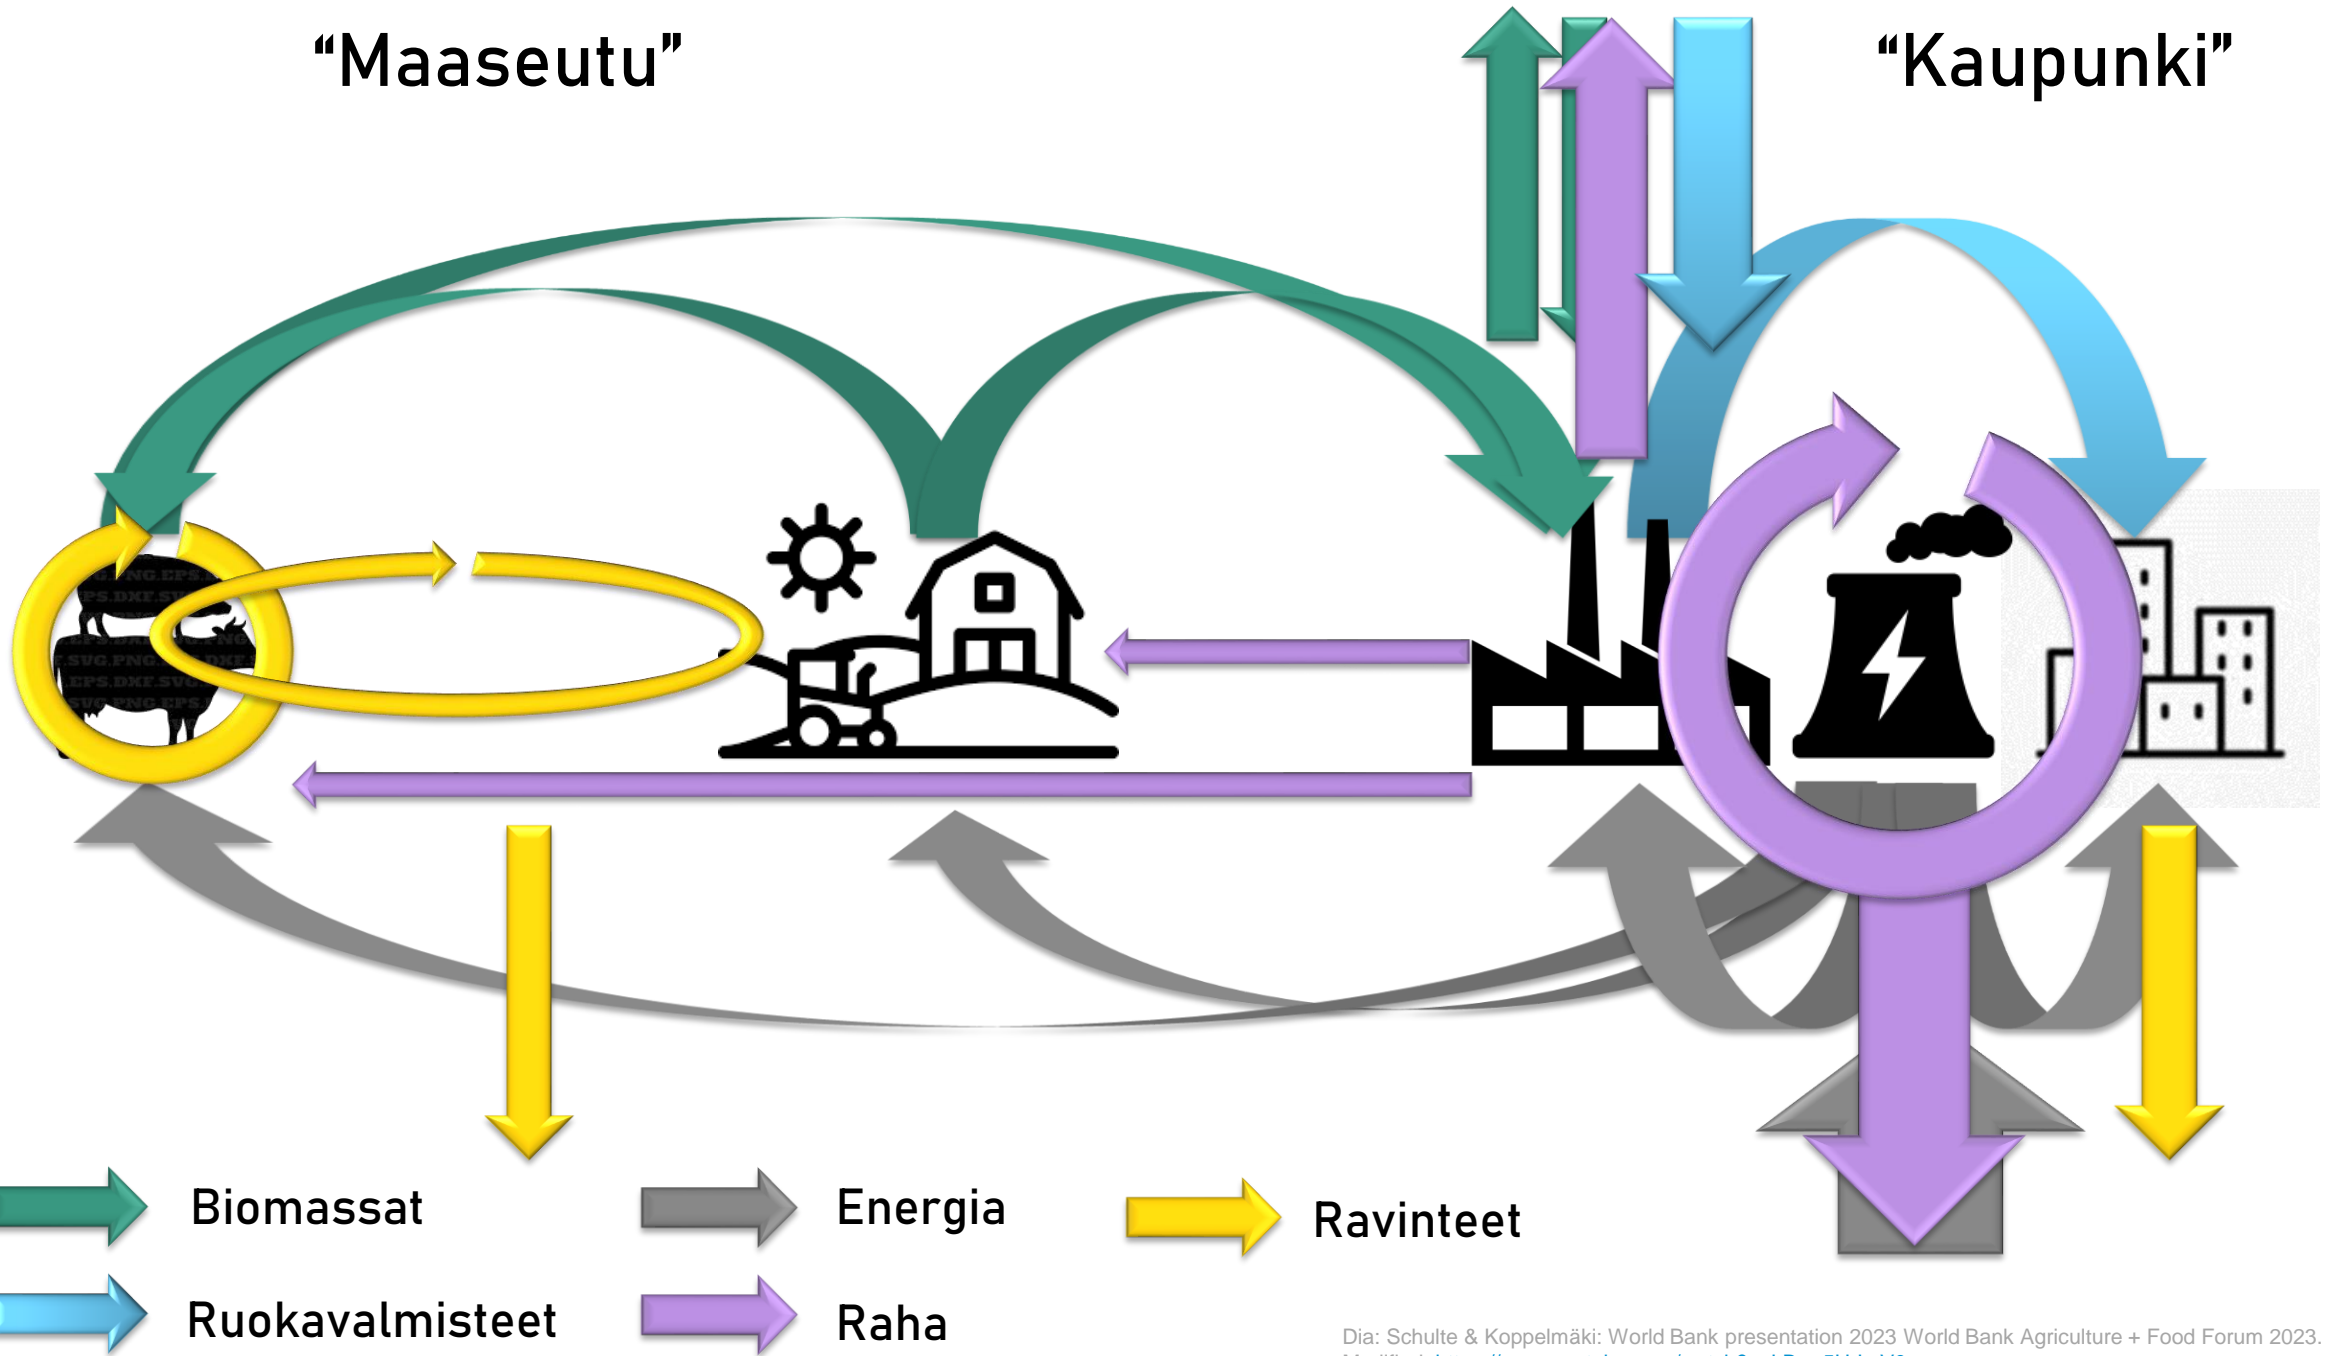 “Maaseutu”
“Kaupunki”
Biomassat
Energia
Ravinteet
Ruokavalmisteet
Raha
Dia: Schulte & Koppelmäki: World Bank presentation 2023 World Bank Agriculture + Food Forum 2023.